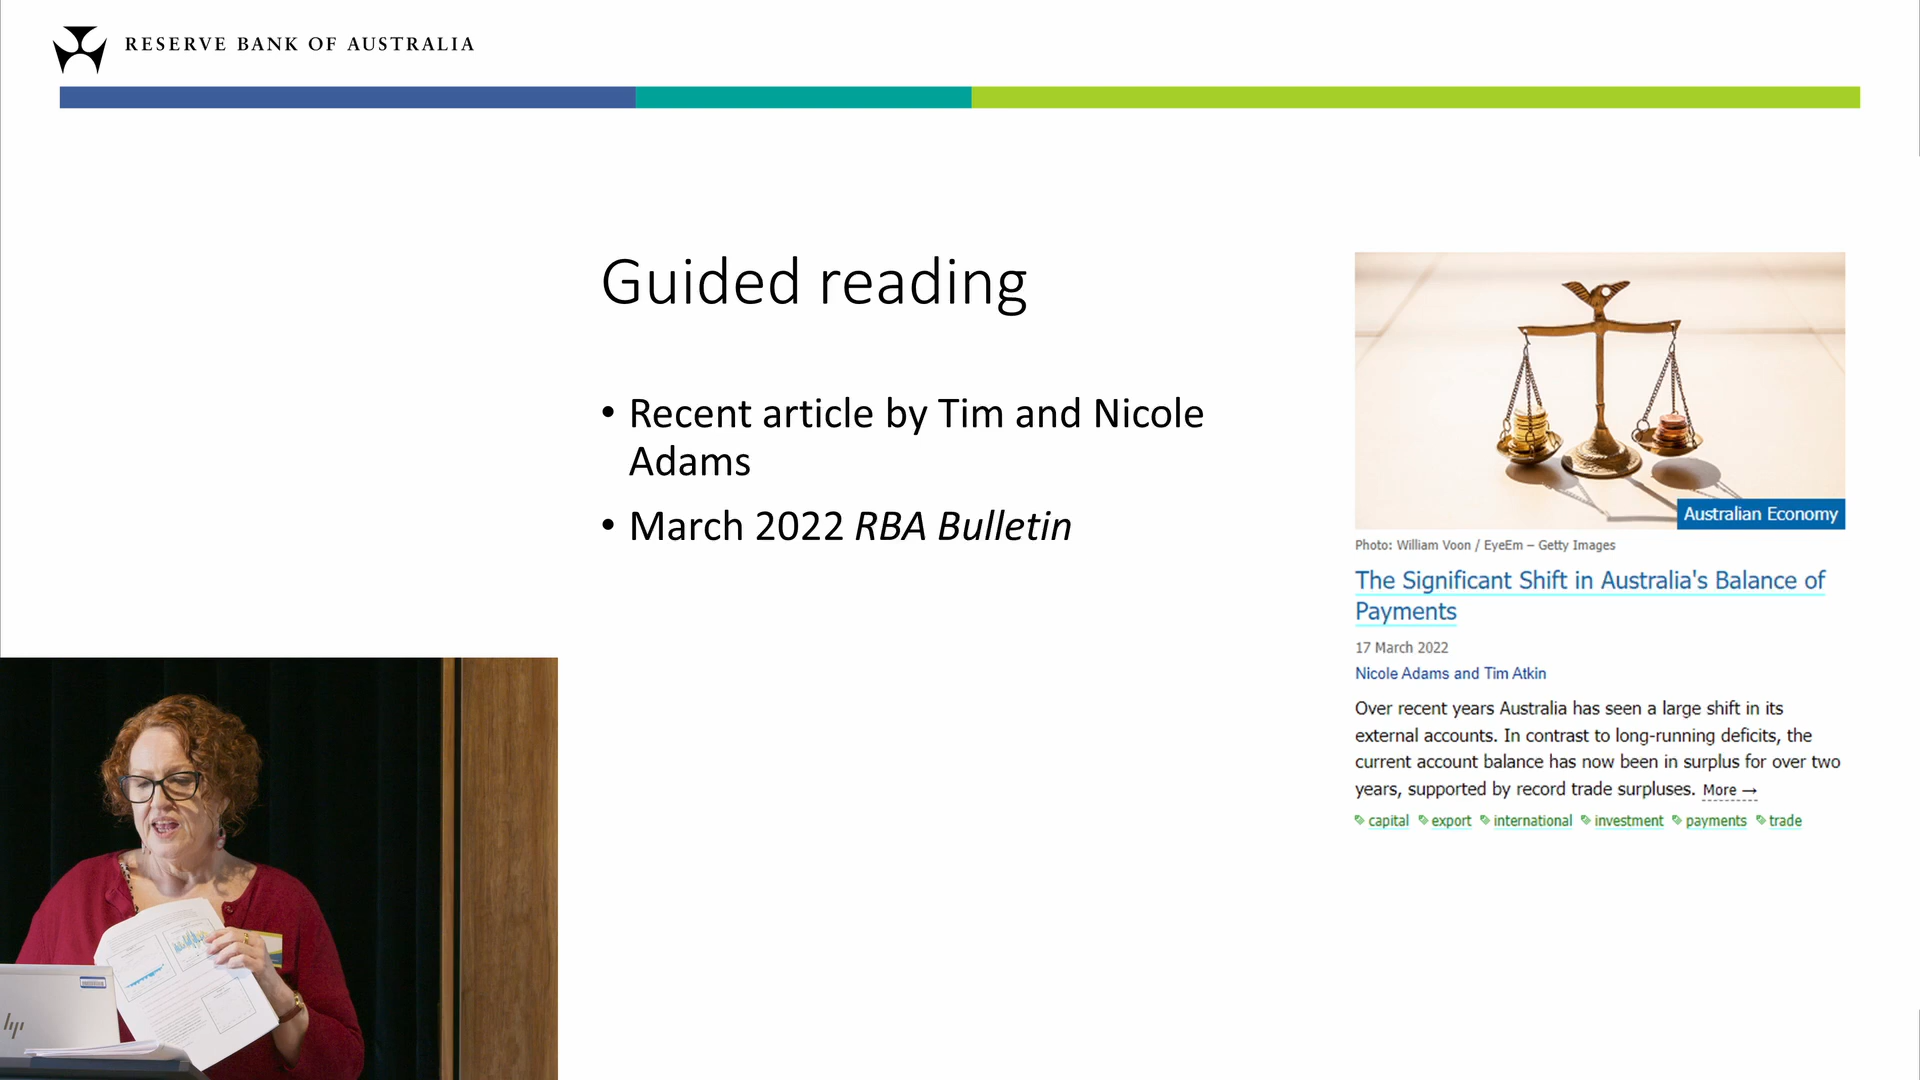 RESERVE BANK OF AUSTRALIA
Guided reading
• Recent article by Tim and Nicole
Adams
• March 2022 RBA Bulletin
Australian Economy
Photo: William Voon / EyeEm – Getty Images
The Significant Shift in Australia's Balance of
Payments
17 March 2022
Nicole Adams and Tim Atkin
Over recent years Australia has seen a large shift in its
external accounts. In contrast to long-running deficits, the
current account balance has now been in surplus for over two
years, supported by record trade surpluses. More →
capital export international investment payments trade
hp